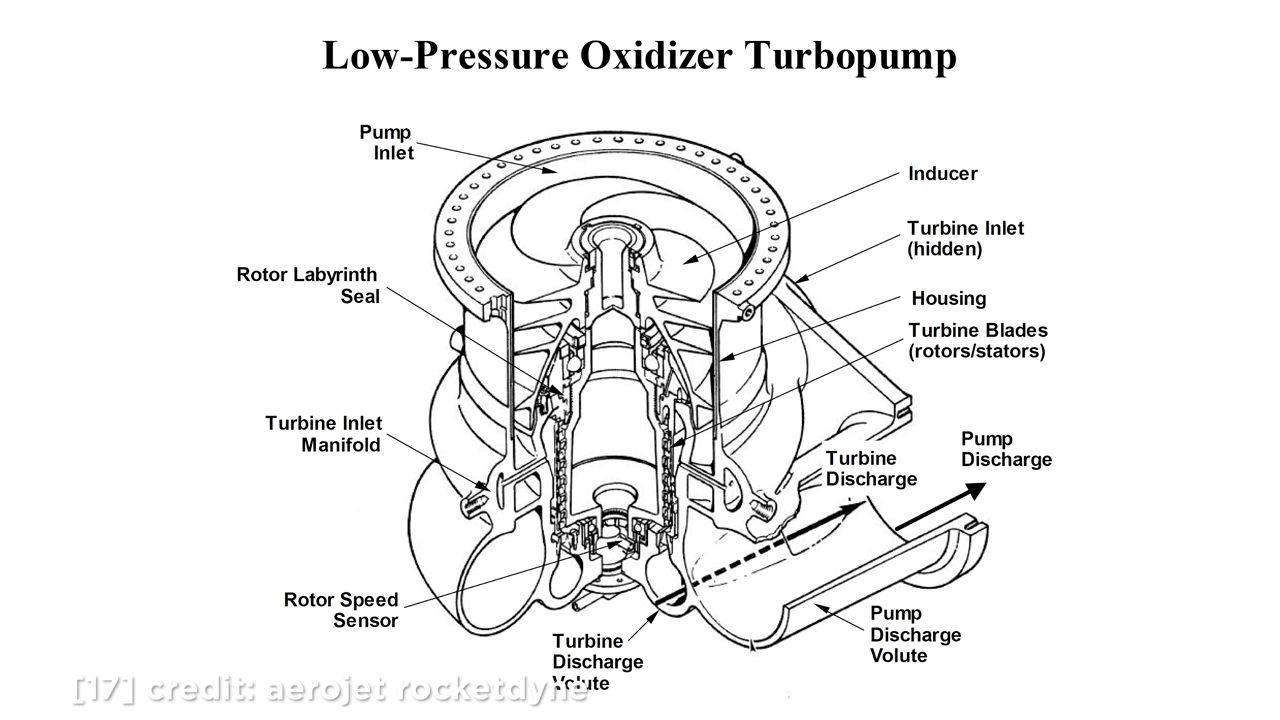 Low-Pressure Oxidizer Turbopump
Pump
Inlet
Inducer
Turbine Inlet
(hidden)
Rotor Labyrinth
Seal
Housing
Turbine Blades
(rotors/stators)
Turbine Inlet
Manifold
Turbine
Discharge
Pump
Discharge
Rotor Speed
Sensor
Turbine
Discharge
Volute
Pump
Discharge
Volute
[17] credit: aerojet rocketdyne